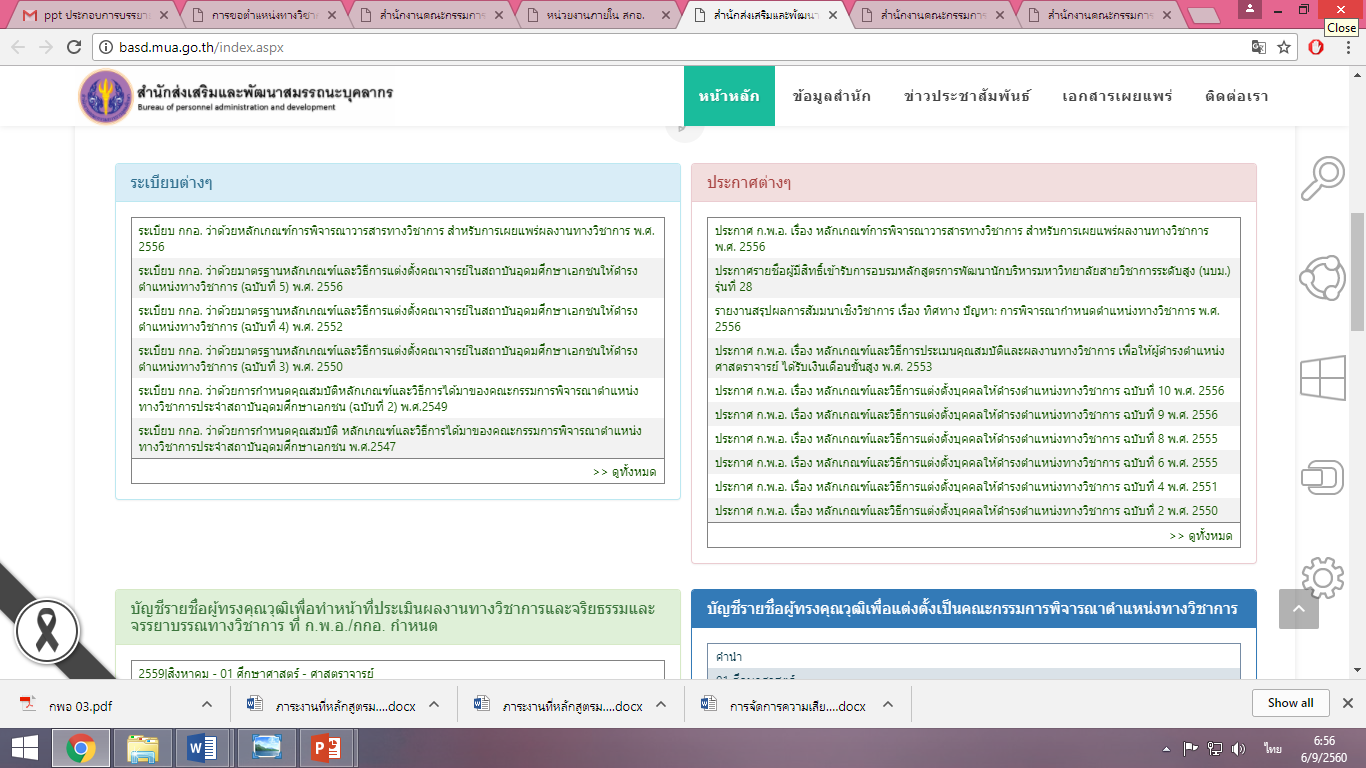 ppt ประกอบการบรรยา
การขอตำแหน่งทางวิชา
สำนักงานคณะกรรมการ
หน่วยงานภายใน สกอ.
สำนักส่งเสริมและพัฒนา
สำนักงานคณะกรรมการ
สำนักงานคณะกรรมการ
Close
basd.mua.go.th/index.aspx
สำนักส่งเสริมและพัฒนาสมรรถนะบุคลากร
Bureau of personnel administration and development
หน้าหลัก
ข้อมูลสำนัก
ข่าวประชาสัมพันธ์
เอกสารเผยแพร่
ติดต่อเรา
ระเบียบต่างๆ
ระเบียบ กกอ. ว่าด้วยหลักเกณฑ์การพิจารณาวารสารทางวิชาการ สำหรับการเผยแพร่ผลงานทางวิชาการ พ.ศ.
2556
ระเบียบ กกอ. ว่าด้วยมาตรฐานหลักเกณฑ์และวิธีการแต่งตั้งคณาจารย์ในสถาบันอุดมศึกษาเอกชนให้ดำรง
ตำแหน่งทางวิชาการ (ฉบับที่ 5) พ.ศ. 2556
ระเบียบ กกอ. ว่าด้วยมาตรฐานหลักเกณฑ์และวิธีการแต่งตั้งคณาจารย์ในสถาบันอุดมศึกษาเอกชนให้ดำรง
ตำแหน่งทางวิชาการ (ฉบับที่ 4) พ.ศ. 2552
ระเบียบ กกอ. ว่าด้วยมาตรฐานหลักเกณฑ์และวิธีการแต่งตั้งคณาจารย์ในสถาบันอุดมศึกษาเอกชนให้ดำรง
ตำแหน่งทางวิชาการ (ฉบับที่ 3) พ.ศ. 2550
ระเบียบ กกอ. ว่าด้วยการกำหนดคุณสมบัติหลักเกณฑ์และวิธีการได้มาของคณะกรรมการพิจารณาตำแหน่ง
ทางวิชาการประจำสถาบันอุดมศึกษาเอกชน (ฉบับที่ 2) พ.ศ.2549
ระเบียบ กกอ. ว่าด้วยการกำหนดคุณสมบัติ หลักเกณฑ์และวิธีการได้มาของคณะกรรมการพิจารณาตำแหน่ง
ทางวิชาการประจำสถาบันอุดมศึกษาเอกชน พ.ศ.2547
>> ดูทั้งหมด
ประกาศต่างๆ
ประกาศ ก.พ.อ. เรื่อง หลักเกณฑ์การพิจารณาวารสารทางวิชาการ สำหรับการเผยแพร่ผลงานทางวิชาการ
พ.ศ. 2556
ประกาศรายชื่อผู้มีสิทธิ์เข้ารับการอบรมหลักสูตรการพัฒนานักบริหารมหาวิทยาลัยสายวิชาการระดับสูง (นบม.)
รุ่นที่ 28
รายงานสรุปผลการสัมมนาเชิงวิชาการ เรื่อง ทิศทาง ปัญหา: การพิจารณากำหนดตำแหน่งทางวิชาการ พ.ศ.
2556
ประกาศ ก.พ.อ. เรื่อง หลักเกณฑ์และวิธีการประเมนคุณสมบัติและผลงานทางวิชาการ เพื่อให้ผู้ดำรงตำแหน่ง
ศาสตราจารย์ ได้รับเงินเดือนขั้นสูง พ.ศ. 2553
ประกาศ ก.พ.อ. เรื่อง หลักเกณฑ์และวิธีการแต่งตั้งบุคคลให้ดำรงตำแหน่งทางวิชาการ ฉบับที่ 10 พ.ศ. 2556
ประกาศ ก.พ.อ. เรื่อง หลักเกณฑ์และวิธีการแต่งตั้งบุคคลให้ดำรงตำแหน่งทางวิชาการ ฉบับที่ 9 พ.ศ. 2556
ประกาศ ก.พ.อ. เรื่อง หลักเกณฑ์และวิธีการแต่งตั้งบุคคลให้ดำรงตำแหน่งทางวิชาการ ฉบับที่ 8 พ.ศ. 2555
ประกาศ ก.พ.อ. เรื่อง หลักเกณฑ์และวิธีการแต่งตั้งบุคคลให้ดำรงตำแหน่งทางวิชาการ ฉบับที่ 6 พ.ศ. 2555
ประกาศ ก.พ.อ. เรื่อง หลักเกณฑ์และวิธีการแต่งตั้งบุคคลให้ดำรงตำแหน่งทางวิชาการ ฉบับที่ 4 พ.ศ. 2551
ประกาศ ก.พ.อ. เรื่อง หลักเกณฑ์และวิธีการแต่งตั้งบุคคลให้ดำรงตำแหน่งทางวิชาการ ฉบับที่ 2 พ.ศ. 2550
>> ดูทั้งหมด
บัญชีรายชื่อผู้ทรงคุณวุฒิเพื่อทำหน้าที่ประเมินผลงานทางวิชาการและจริยธรรมและ
จรรยาบรรณทางวิชาการ ที่ ก.พ.อ./กกอ. กำหนด
2559|สิงหาคม - 01 ศึกษาศาสตร์ - ศาสตราจารย์
บัญชีรายชื่อผู้ทรงคุณวุฒิเพื่อแต่งตั้งเป็นคณะกรรมการพิจารณาตำแหน่งทางวิชาการ
คำนำ
01 ศึกษาศาสตร์
กพอ 03.pdf
ภาระงานที่หลักสูตรม....docx
ภาระงานที่หลักสูตรม....docx
การจัดการความเสี่ย....docx
Show all
ไทย
6:56
6/9/2560